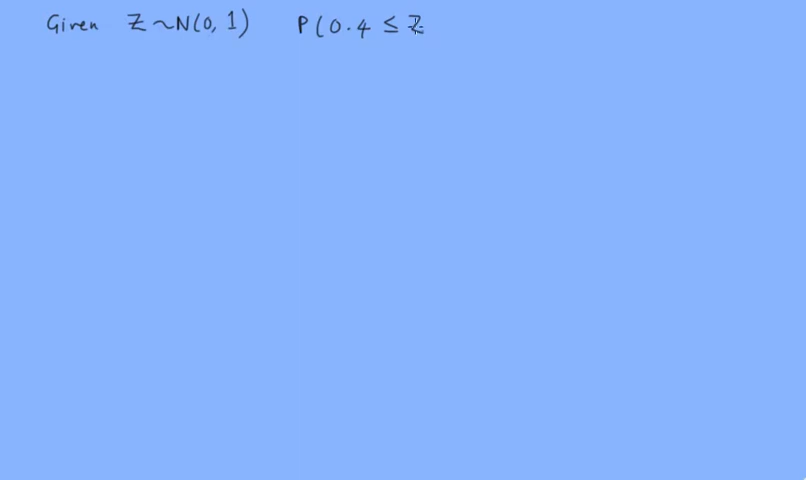 Given Z ~ N(0, 1) P(0.4 ≤ Z